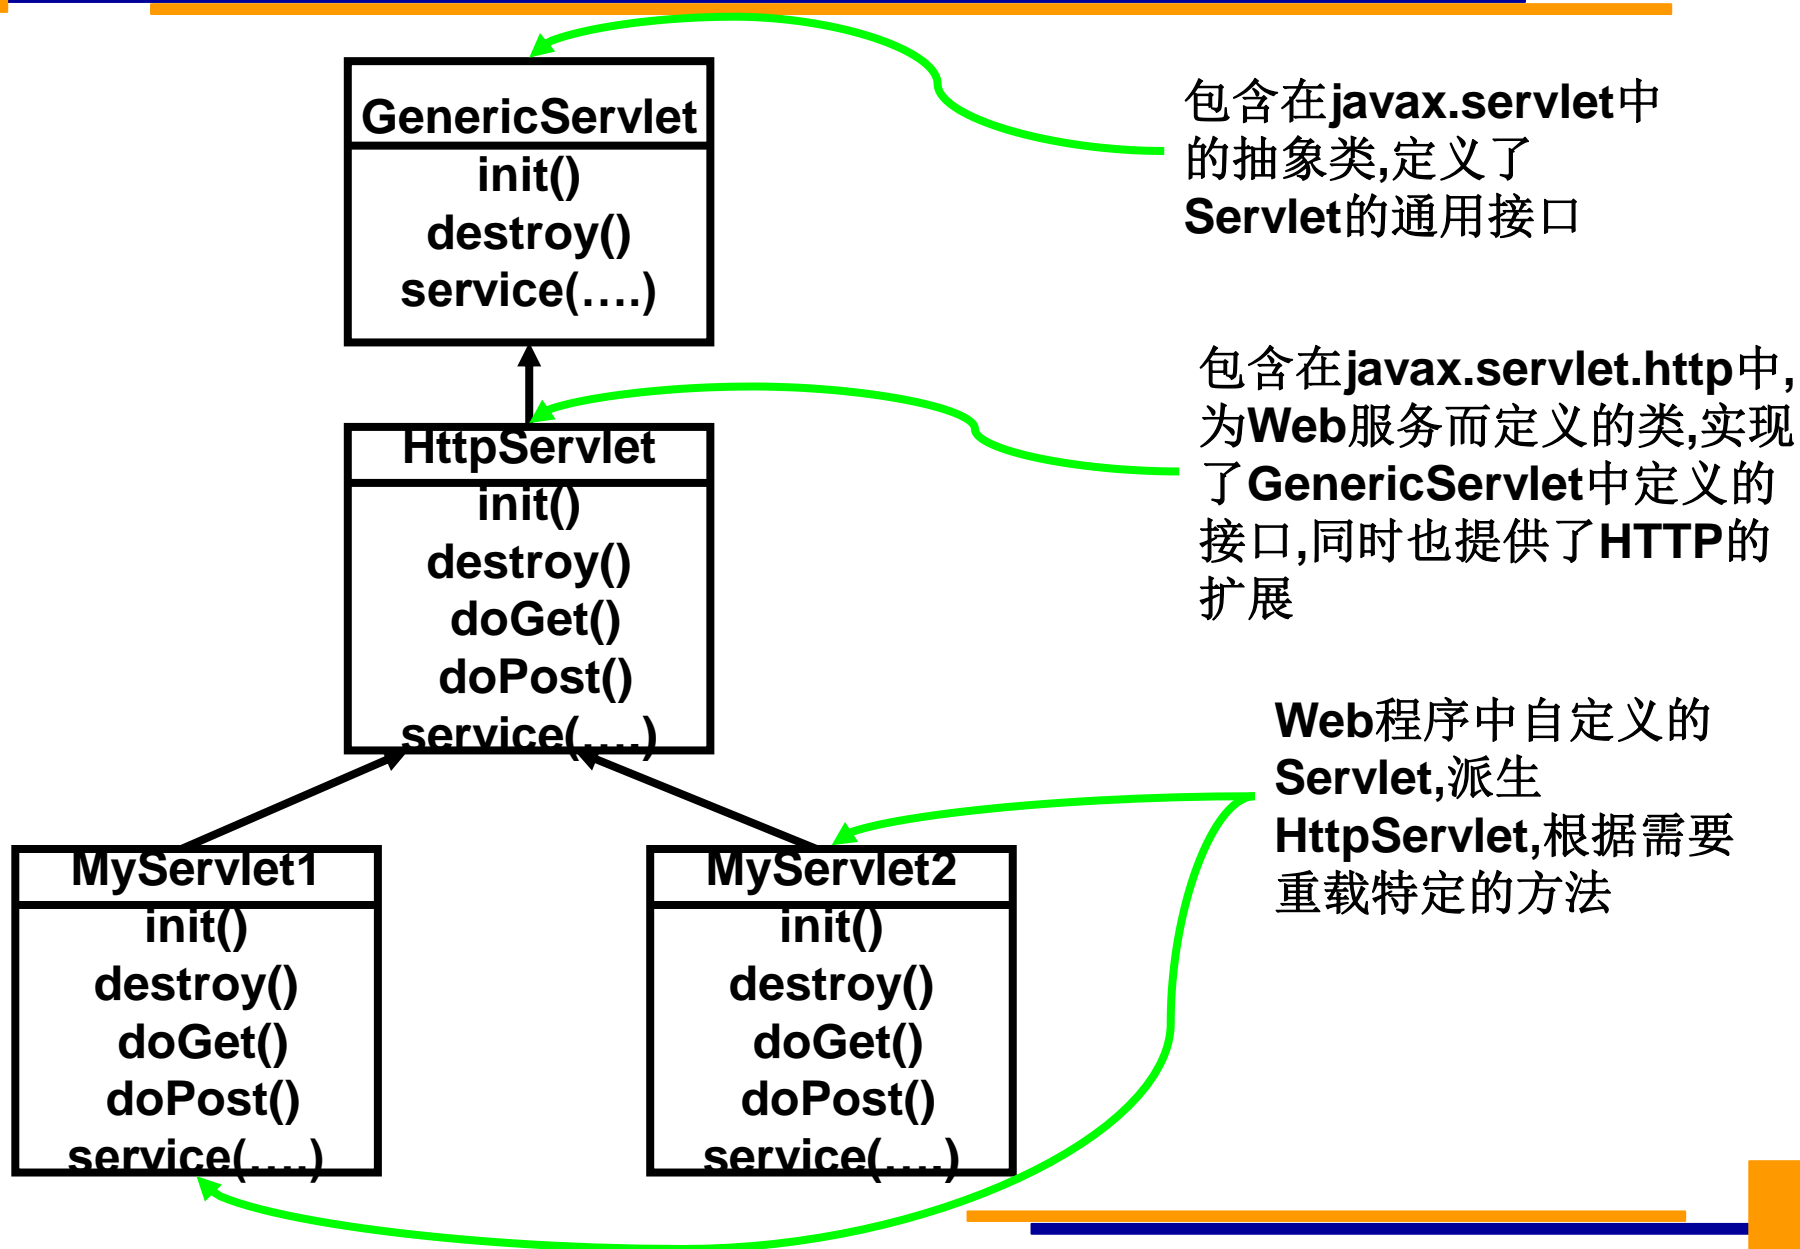 GenericServlet
init()
destroy()
service(….)
包含在javax.servlet中
的抽象类,定义了
Servlet的通用接口
HttpServlet
init()
destroy()
doGet()
doPost()
service(….)
包含在javax.servlet.http中,
为Web服务而定义的类,实现
了GenericServlet中定义的
接口,同时也提供了HTTP的
扩展
MyServlet1
init()
destroy()
doGet()
doPost()
service(….)
MyServlet2
init()
destroy()
doGet()
doPost()
service(….)
Web程序中自定义的
Servlet,派生
HttpServlet,根据需要
重载特定的方法